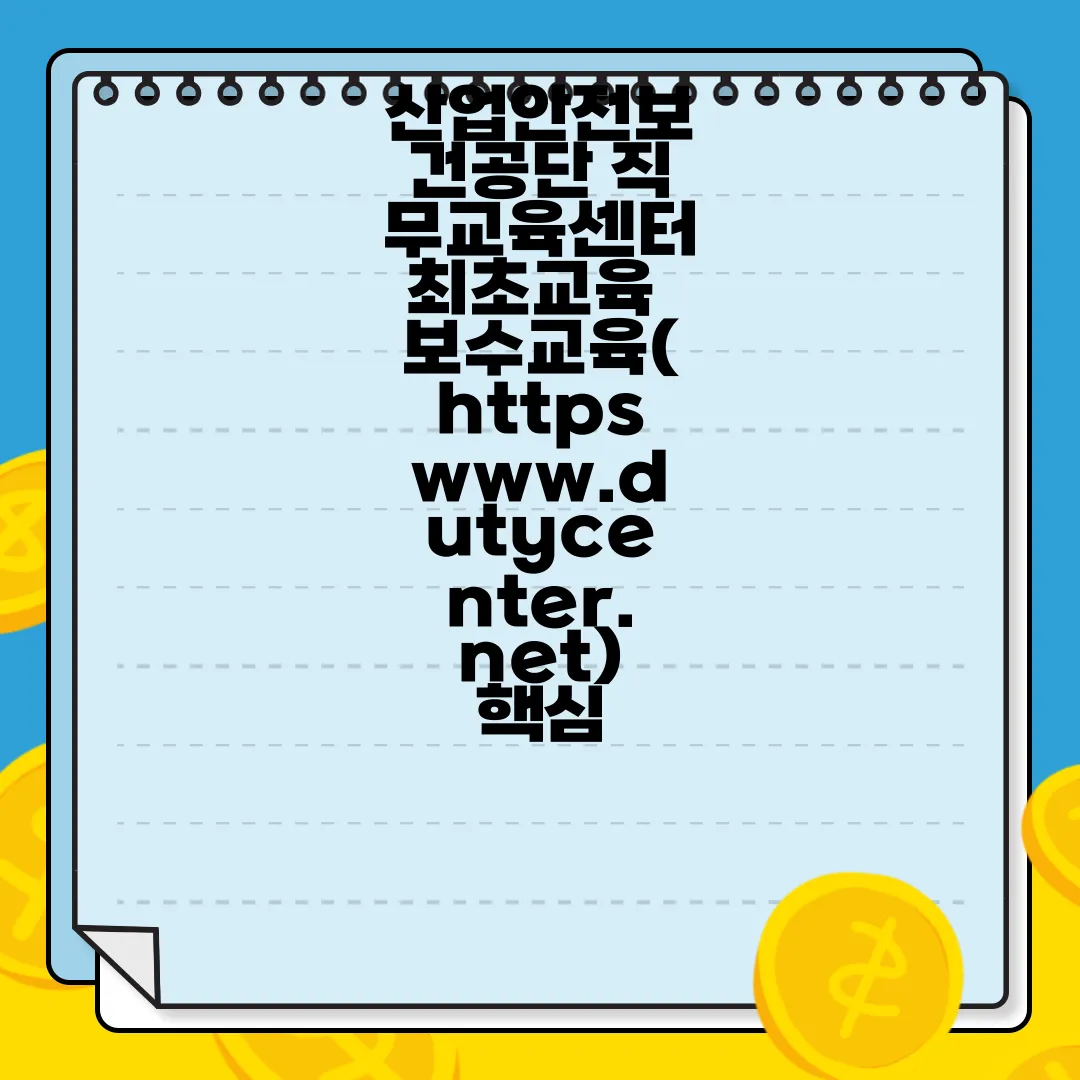 산업안전보
건공단 직
무교육센터
최초교육
보수교육(
https
www.d
utyce
nter.
net)
핵심